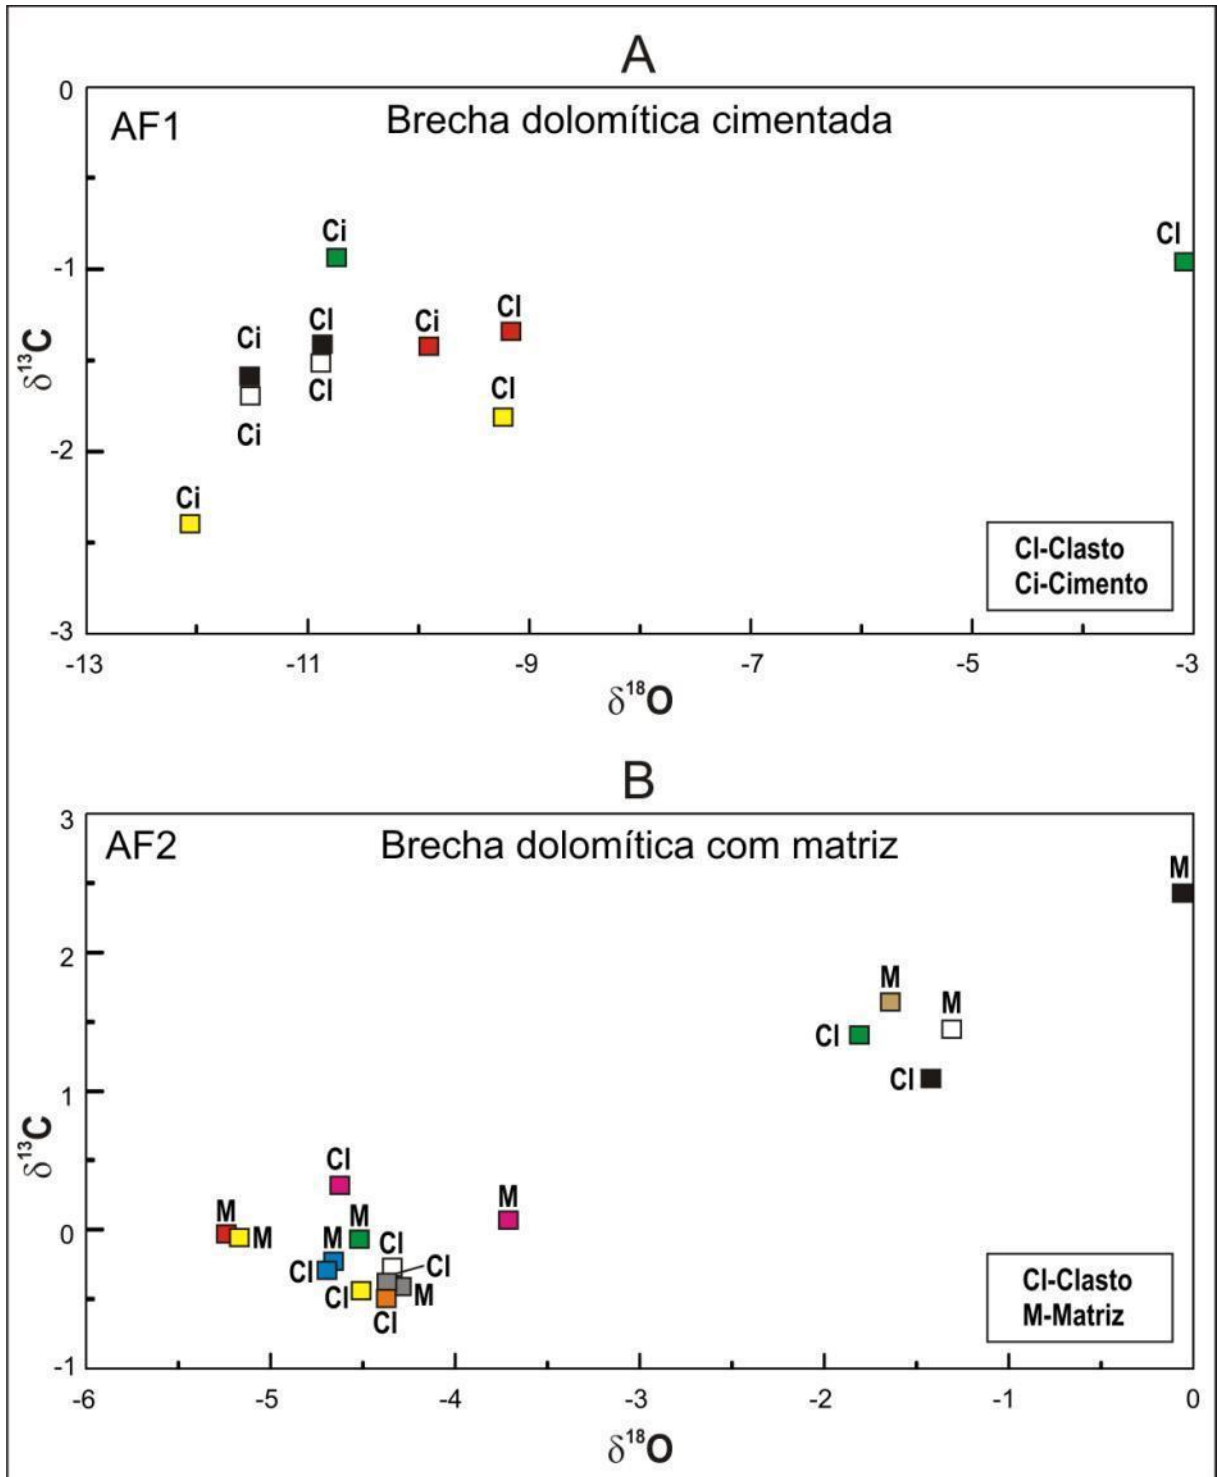 A
AF1 Brecha dolomítica cimentada
0
-1
-2
-3
δ¹³C
Ci
Cl
Ci
Cl
Ci
Cl
Cl
Ci
Cl
Ci
Cl-Clasto
Ci-Cimento
-13 -11 -9 -7 -5 -3
δ¹⁸O
B
AF2 Brecha dolomítica com matriz
3
2
1
0
-1
δ¹³C
M
M
M
Cl
Cl
Cl
M
M
M
M
M
Cl
Cl
Cl
Cl
M
Cl
Cl-Clasto
M-Matriz
-6 -5 -4 -3 -2 -1 0
δ¹⁸O